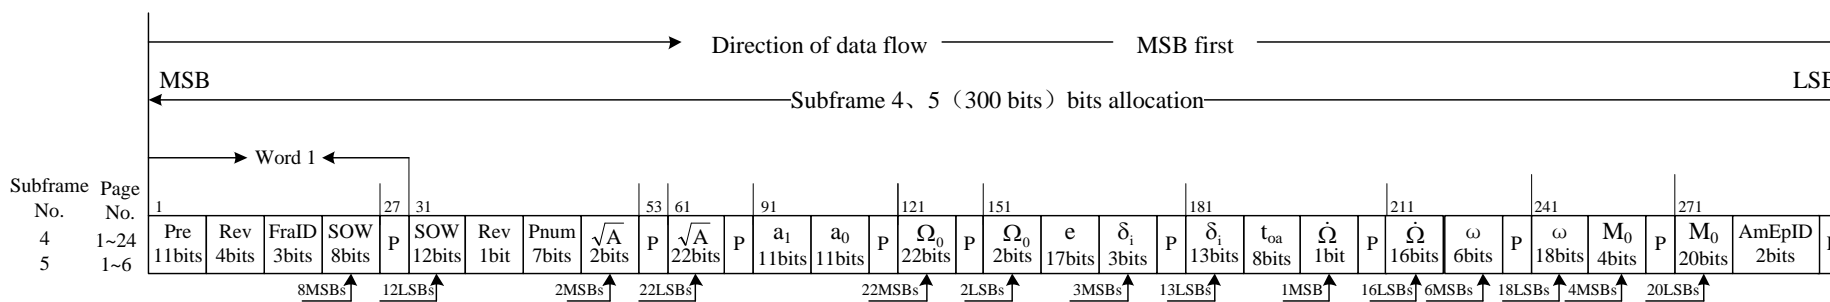 Direction of data flow MSB first
MSB LSB
Subframe 4、5（300 bits）bits allocation
Word 1
Subframe No. Page No.
1 27 31 53 61 91 121 151 181 211 241 271
4 1~24
5 1~6
Pre 11bits
Rev 4bits
FraID 3bits
SOW 8bits
P
SOW 12bits
Rev 1bit
Pnum 7bits
√A 2bits
P
√A 22bits
P
a₁ 11bits
a₀ 11bits
P
Ω₀ 22bits
P
Ω₀ 2bits
e 17bits
δᵢ 3bits
P
δᵢ 13bits
tₒₐ 8bits
Ω̇ 1bit
P
Ω̇ 16bits
ω 6bits
P
ω 18bits
M₀ 4bits
P
M₀ 20bits
AmEpID 2bits
8MSBs 12LSBs 2MSBs 22LSBs 22MSBs 2LSBs 3MSBs 13LSBs 1MSB 16LSBs 6MSBs 18LSBs 4MSBs 20LSBs